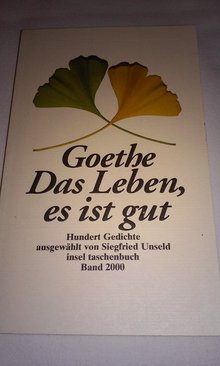 Goethe
Das Leben,
es ist gut
Hundert Gedichte
ausgewählt von Siegfried Unseld
insel taschenbuch
Band 2000